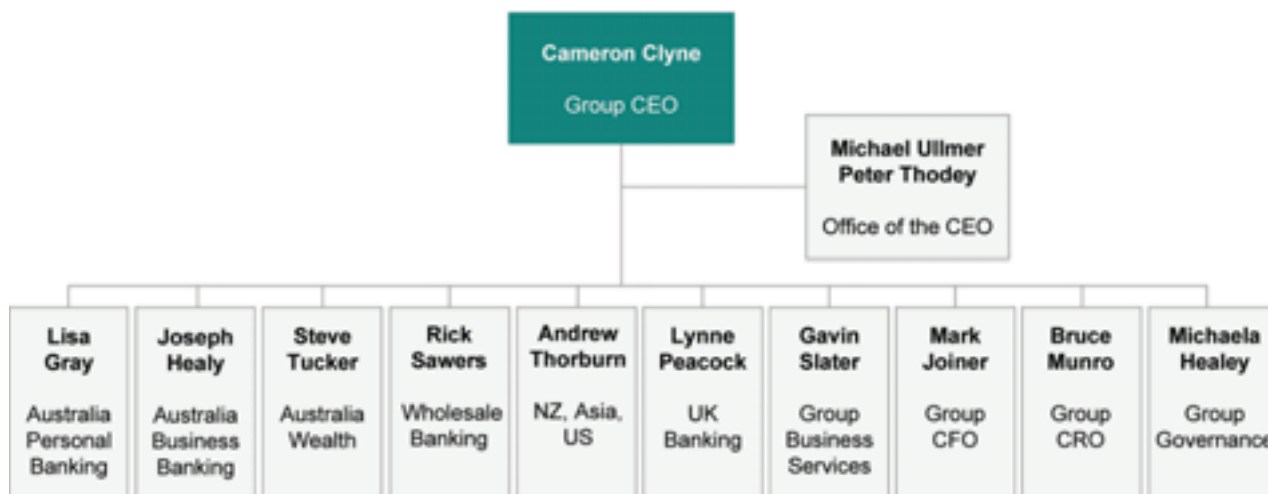 Cameron Clyne
Group CEO
Michael Ullmer
Peter Thodey
Office of the CEO
Lisa
Gray
Australia
Personal
Banking
Joseph
Healy
Australia
Business
Banking
Steve
Tucker
Australia
Wealth
Rick
Sawers
Wholesale
Banking
Andrew
Thorburn
NZ, Asia,
US
Lynne
Peacock
UK
Banking
Gavin
Slater
Group
Business
Services
Mark
Joiner
Group
CFO
Bruce
Munro
Group
CRO
Michaela
Healey
Group
Governance